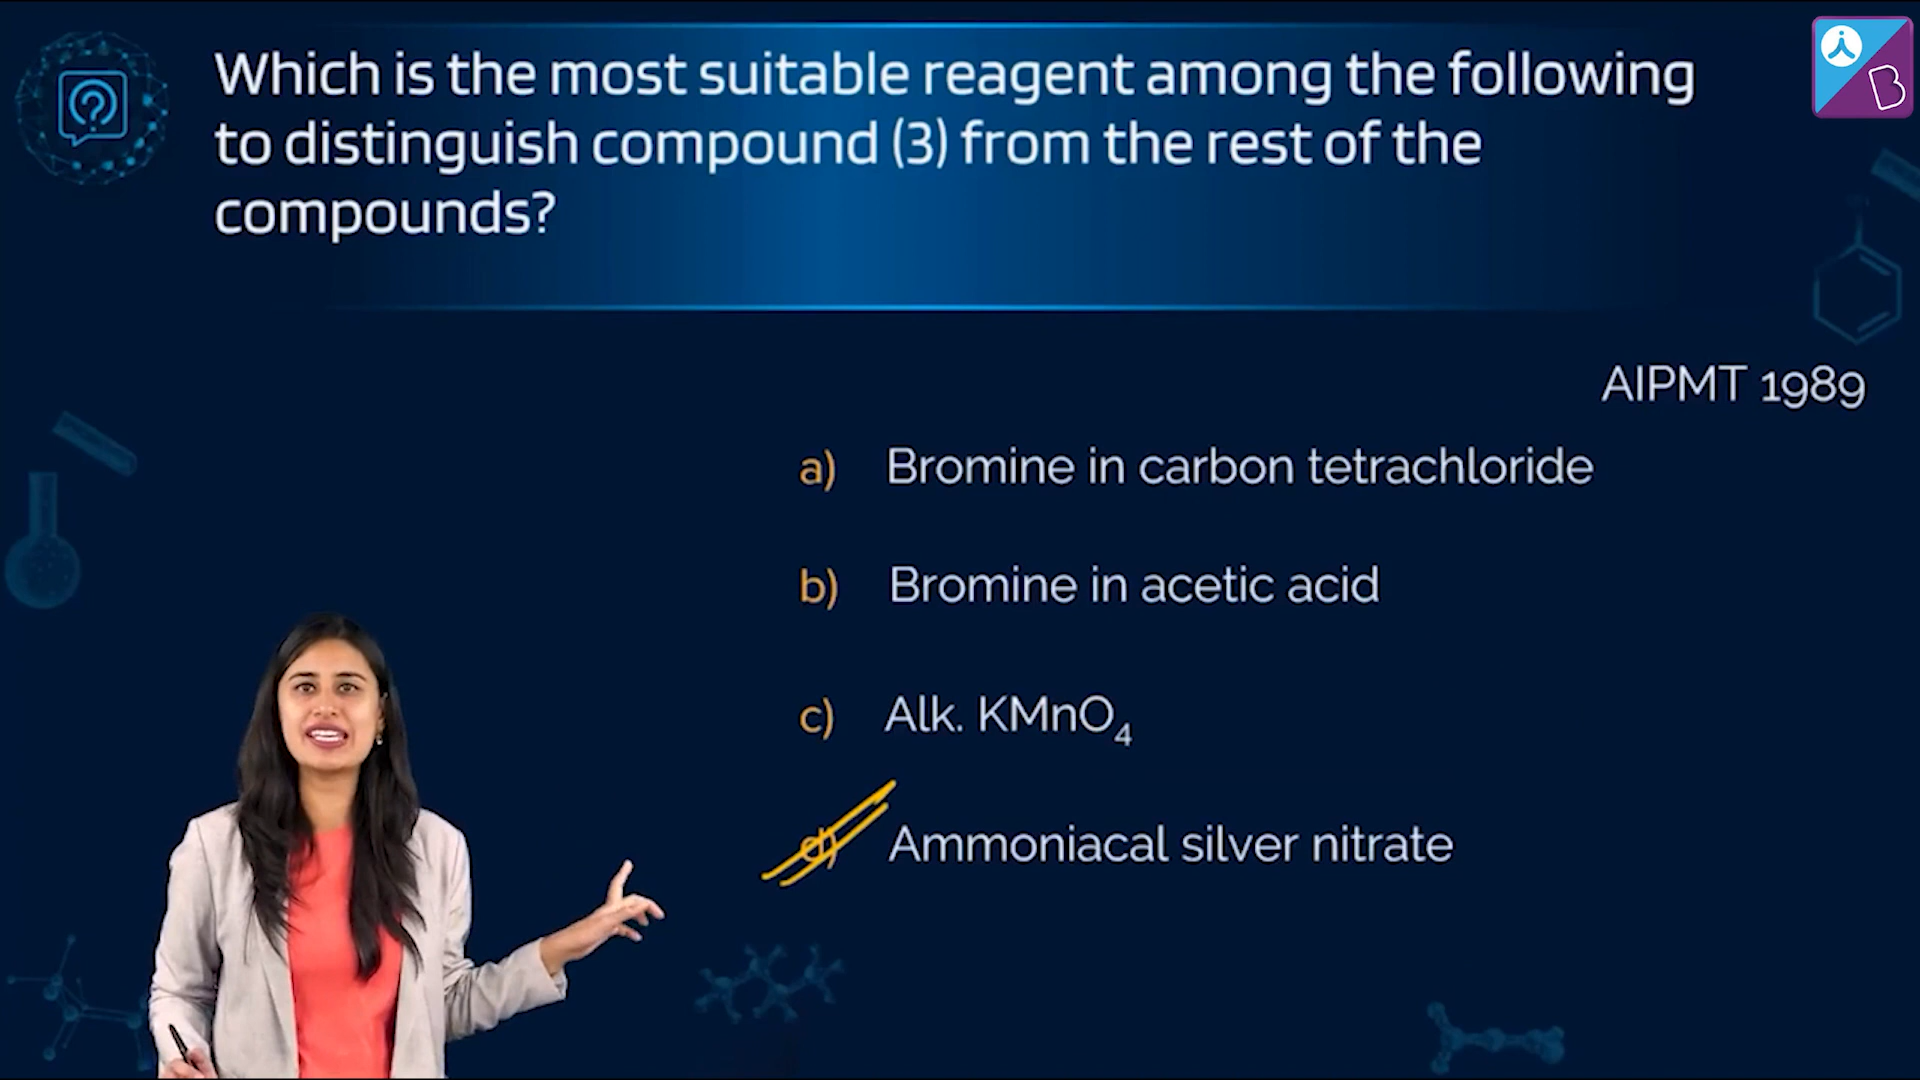 Which is the most suitable reagent among the following
to distinguish compound (3) from the rest of the
compounds?
AIPMT 1989
a) Bromine in carbon tetrachloride
b) Bromine in acetic acid
c) Alk. KMnO₄
d) Ammoniacal silver nitrate